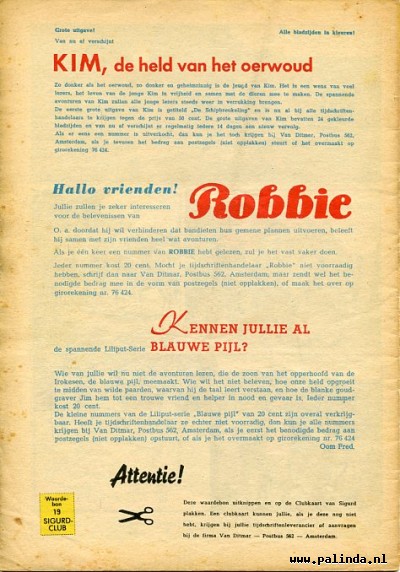 Grote uitgave!
Alle bladzijden in kleuren!
Van nu af verschijnt
KIM, de held van het oerwoud
Zo donker als het oerwoud, zo donker en geheimzinnig is de jeugd van Kim. Het is een wens van veel
lezers, het leven van de jonge Kim in vrijheid en samen met de dieren mee te maken. De spannende
avonturen van Kim zullen alle jonge lezers steeds weer in verrukking brengen.
De eerste grote uitgave van Kim is getiteld „De Schipbreukeling" en is nu al bij alle tijdschriften-
handelaars te krijgen tegen de prijs van 35 cent. De grote uitgave van Kim bevatten 24 gekleurde
bladzijden en van nu af verschijnt er regelmatig iedere 14 dagen een nieuw vervolg.
Als er soms een nummer is uitverkocht, dan kun je het toch krijgen bij Van Ditmar, Postbus 562,
Amsterdam, als je tevoren het bedrag aan postzegels (niet opplakken) stuurt of het overmaakt op
girorekening 76 424.
Hallo vrienden!
Robbie
Jullie zullen je zeker interesseren
voor de belevenissen van
O. a. doordat hij wil verhinderen dat bandieten hun gemene plannen uitvoeren, beleeft
hij samen met zijn vrienden heel wat avonturen.
Als je één keer een nummer van ROBBIE hebt gelezen, zul je het vast vaker doen.
Ieder nummer kost 20 cent. Mocht je tijdschriftenhandelaar „Robbie" niet voorraadig
hebben, schrijf dan naar Van Ditmar, Postbus 562, Amsterdam, maar zendt wel het be-
nodigde bedrag mee in de vorm van postzegels (niet opplakken), of maak het over op
girorekening nr. 76 424.
KENNEN JULLIE AL
de spannende Liliput-Serie BLAUWE PIJL?
Wie van jullie wil nu niet de avonturen lezen, die de zoon van het opperhoofd van de
Irokesen, de blauwe pijl, meemaakt. Wie wil het niet beleven, hoe onze held opgroeit
te midden van wilde paarden, waarvan hij de taal leert verstaan, en hoe de blanke goud-
graver Jim hem tot een trouwe vriend en helper in nood en gevaar is. Ieder nummer
kost 20 cent.
De kleine nummers van de Liliput-serie „Blauwe pijl" van 20 cent zijn overal verkrijg-
baar. Heeft je tijdschriftenhandelaar ze echter niet voorradig, dan kun je alle nummers
krijgen bij Van Ditmar, Postbus 562, Amsterdam, als je eerst het benodigde bedrag aan
postzegels (niet opplakken) opstuurt, of als je het overmaakt op girorekening nr. 76 424
Oom Fred.
Attentie!
Waarde-
bon
19
SIGURD-
CLUB
Deze waardebon uitknippen en op de Clubkaart van Sigurd
plakken. Een clubkaart kunnen jullie, als je deze nog niet
hebt, krijgen bij jullie tijdschriftenleverancier of aanvragen
bij de firma Van Ditmar — Postbus 562 — Amsterdam.
www.palinda.nl